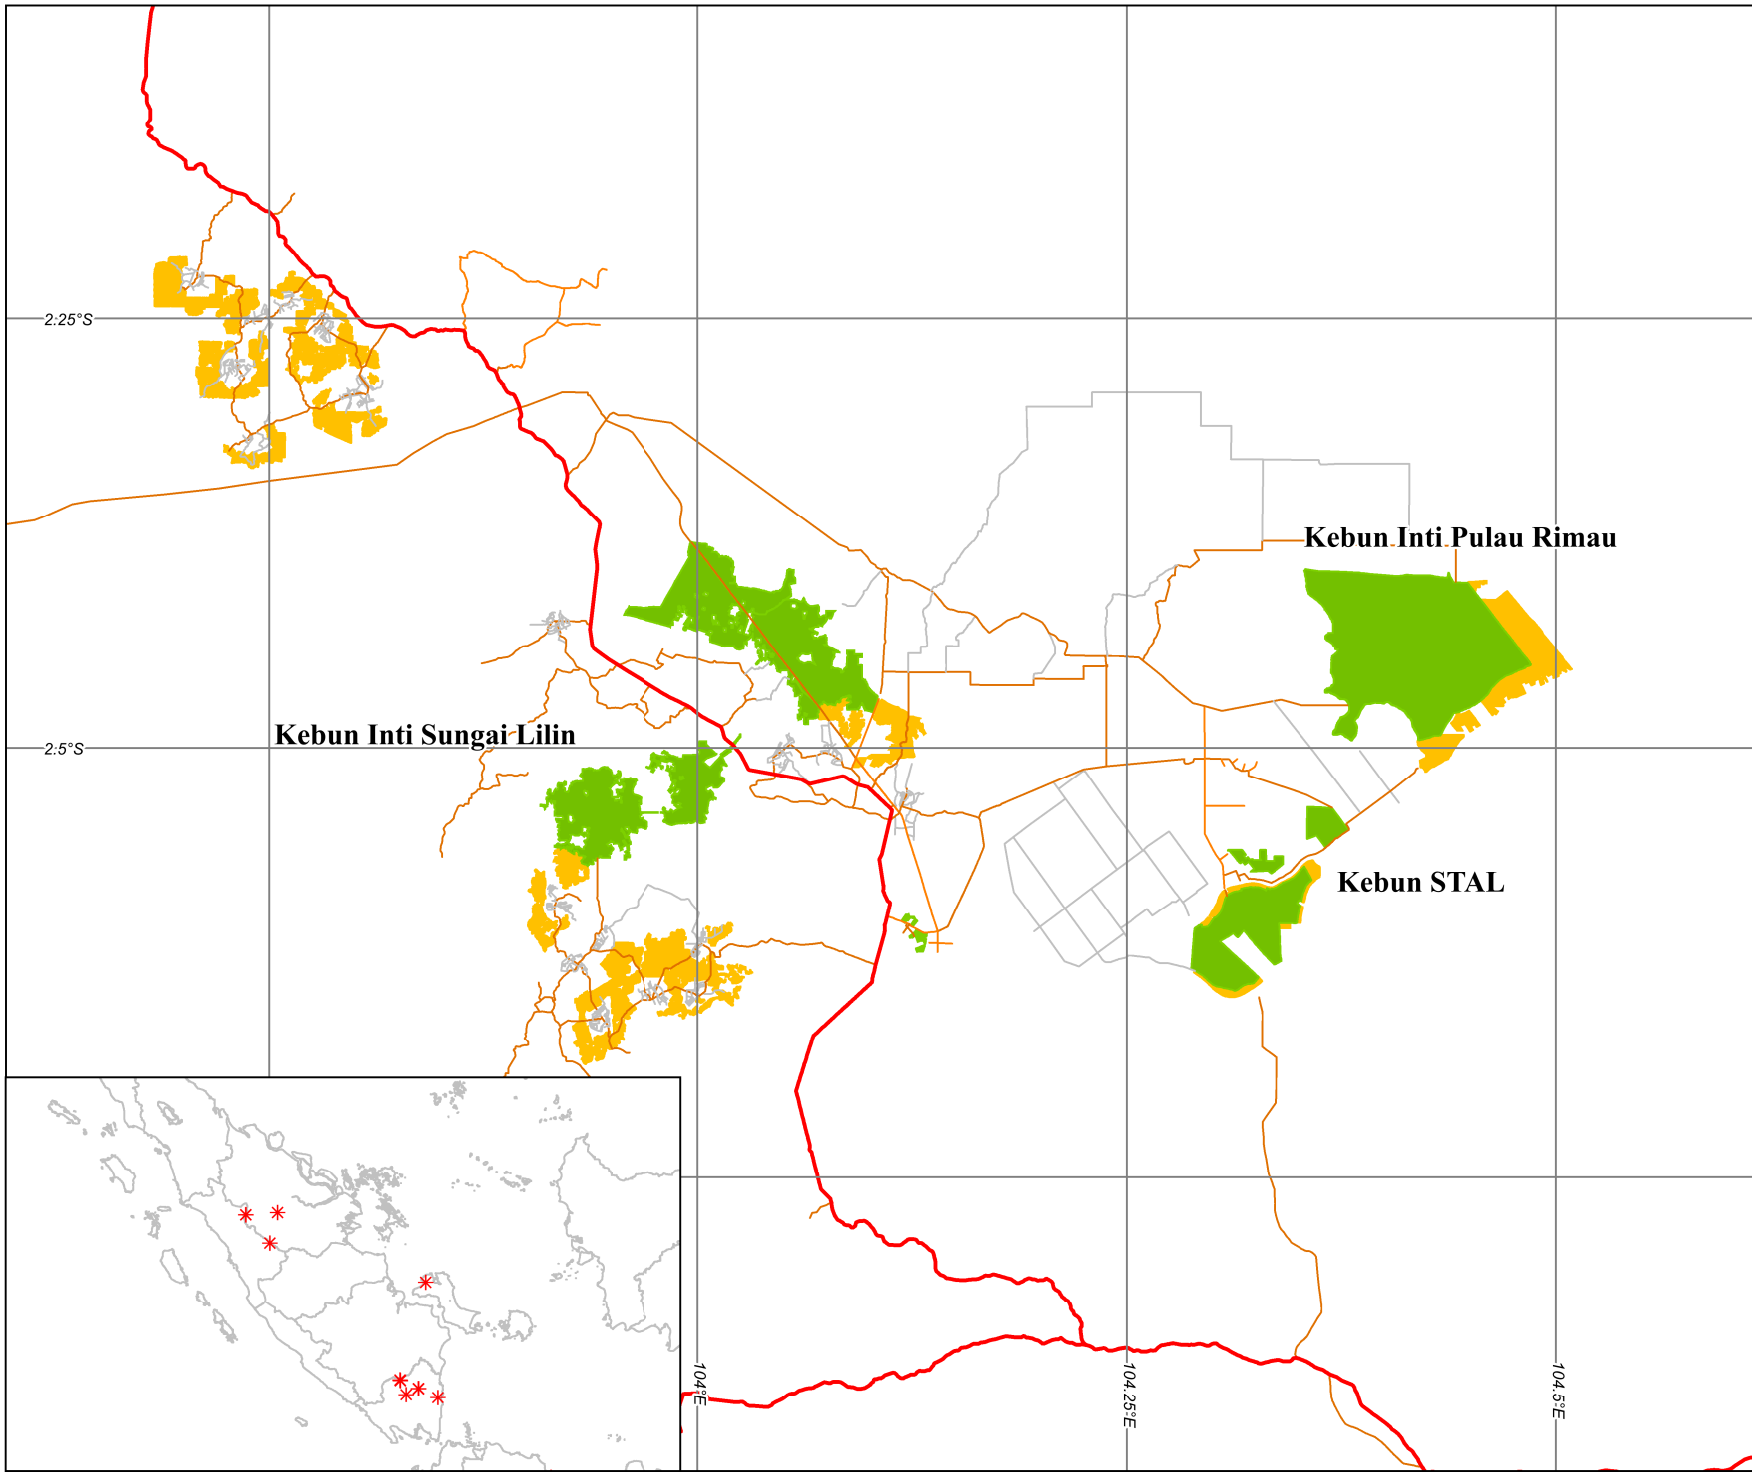 2.25°S
Kebun Inti Pulau Rimau
Kebun Inti Sungai Lilin
2.5°S
Kebun STAL
104°E
104.25°E
104.5°E